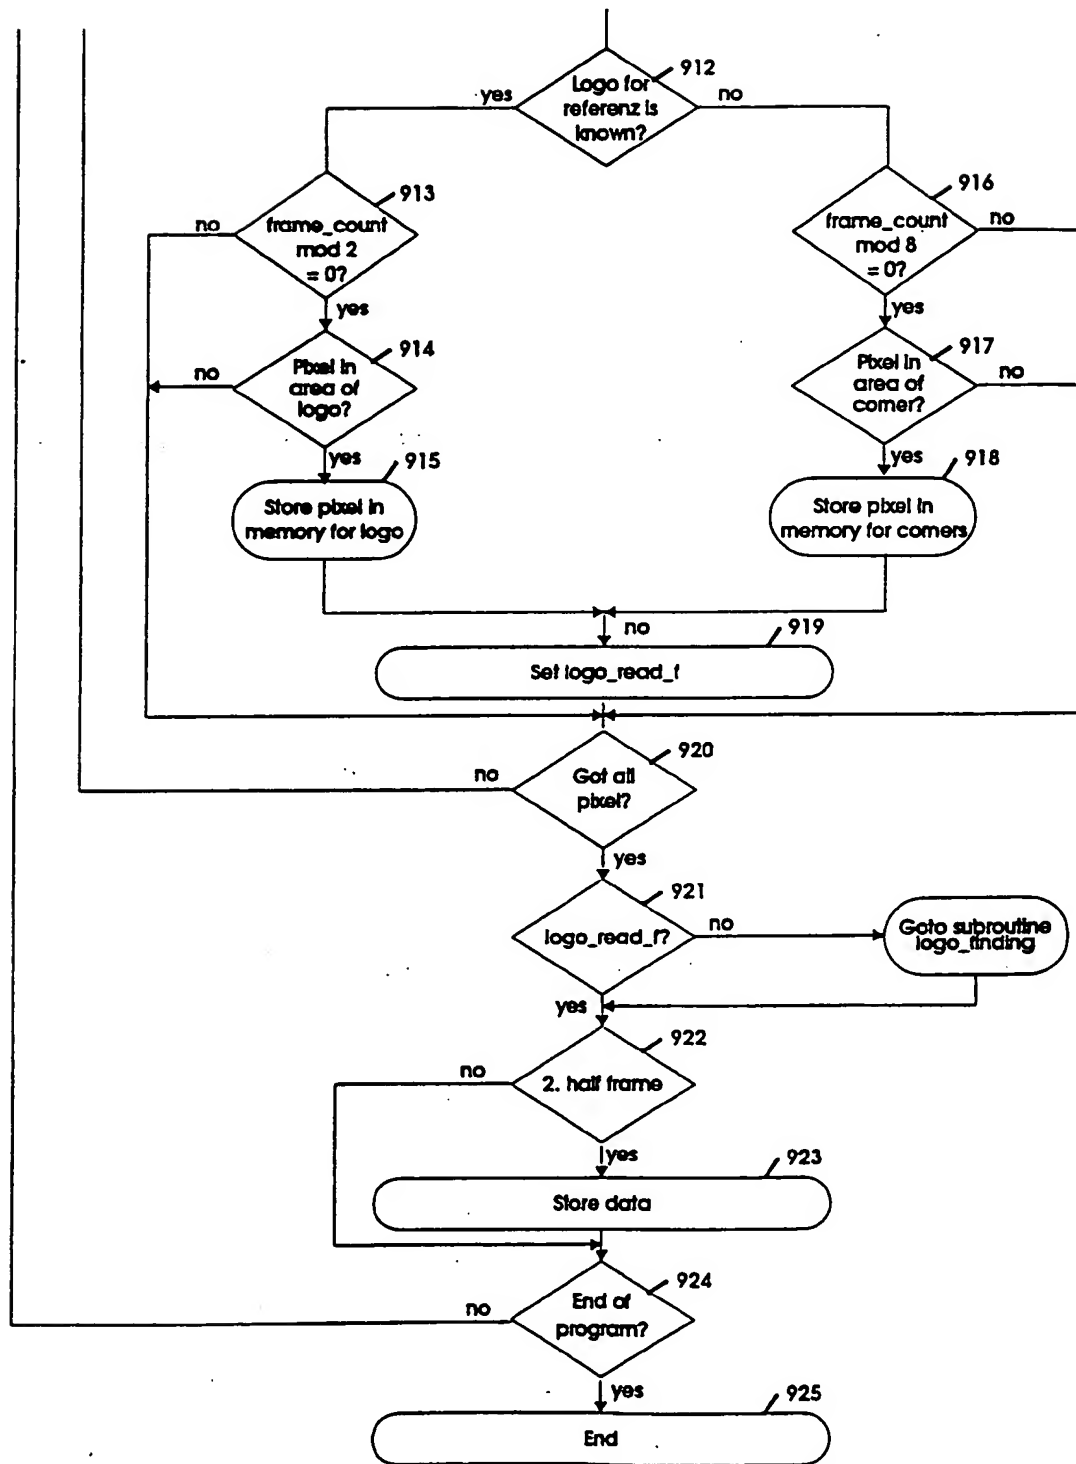 912
Logo for
referenz is
known?
yes
no
913
frame_count
mod 2
= 0?
no
yes
916
frame_count
mod 8
= 0?
no
yes
914
Pixel in
area of
logo?
no
yes
917
Pixel in
area of
corner?
no
yes
915
Store pixel in
memory for logo
918
Store pixel in
memory for corners
no
919
Set logo_read_f
920
Got all
pixel?
no
yes
921
logo_read_f?
no
Goto subroutine
logo_finding
yes
922
2. half frame
no
yes
923
Store data
924
End of
program?
no
yes
925
End